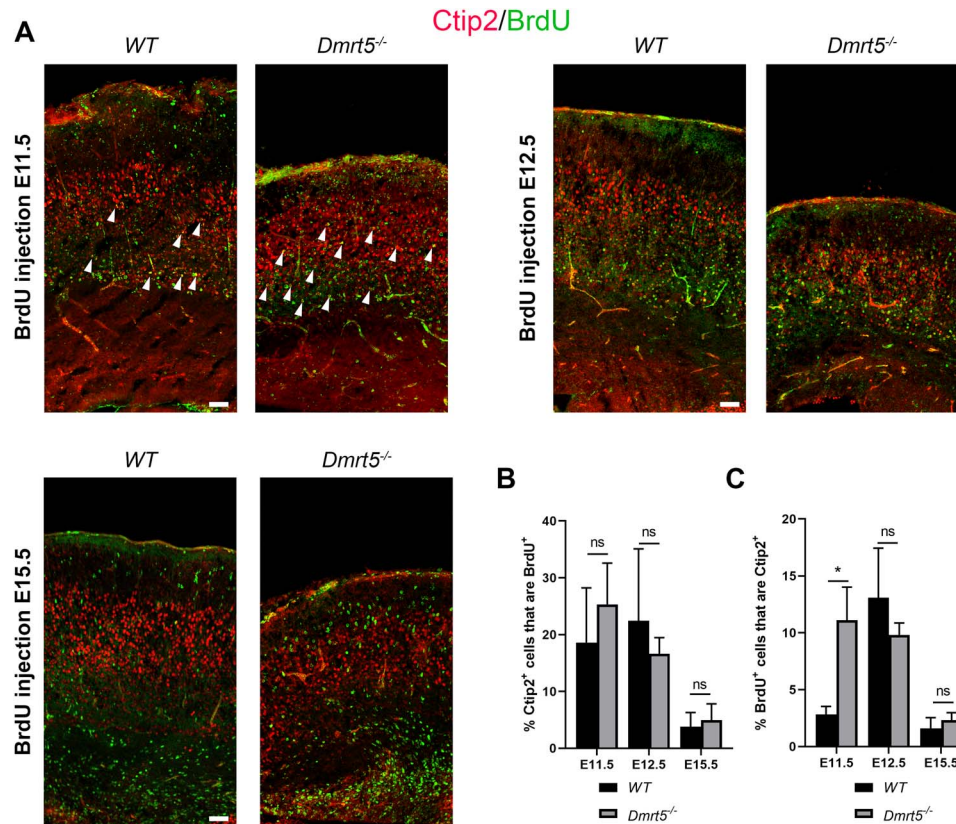 A
Ctip2/BrdU
WT
Dmrt5-/-
WT
Dmrt5-/-
BrdU injection E11.5
BrdU injection E12.5
WT
Dmrt5-/-
BrdU injection E15.5
B
% Ctip2+ cells that are BrdU+
40
30
20
10
0
ns
ns
ns
E11.5 E12.5 E15.5
WT
Dmrt5-/-
C
% BrdU+ cells that are Ctip2+
20
15
10
5
0
*
ns
ns
E11.5 E12.5 E15.5
WT
Dmrt5-/-